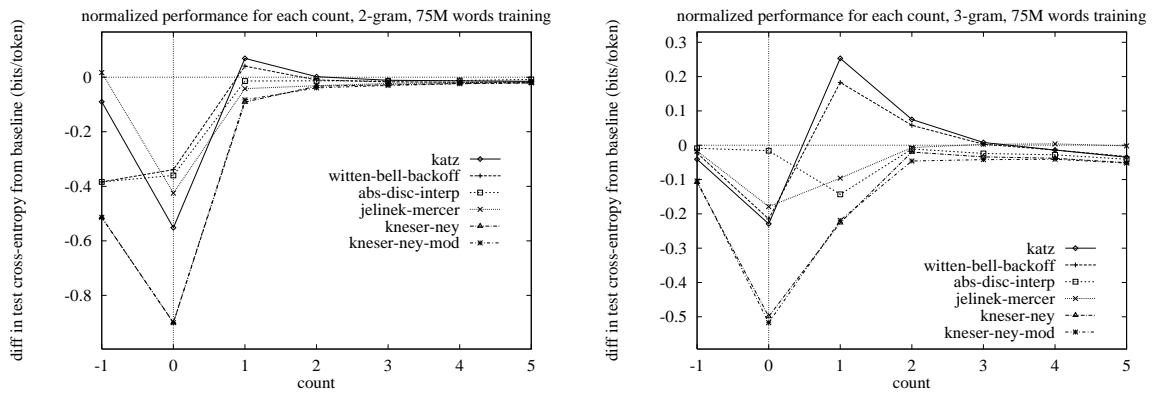 normalized performance for each count, 2-gram, 75M words training
diff in test cross-entropy from baseline (bits/token)
0
-0.2
-0.4
-0.6
-0.8
katz
witten-bell-backoff
abs-disc-interp
jelinek-mercer
kneser-ney
kneser-ney-mod
-1 0 1 2 3 4 5
count
normalized performance for each count, 3-gram, 75M words training
diff in test cross-entropy from baseline (bits/token)
0.3
0.2
0.1
0
-0.1
-0.2
-0.3
-0.4
-0.5
katz
witten-bell-backoff
abs-disc-interp
jelinek-mercer
kneser-ney
kneser-ney-mod
-1 0 1 2 3 4 5
count